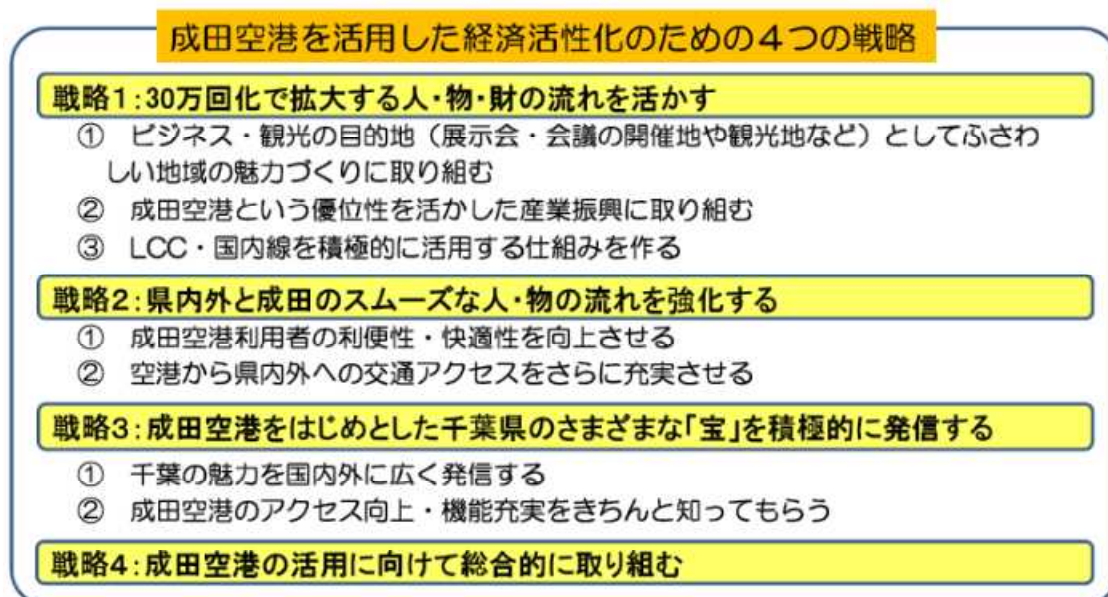 成田空港を活用した経済活性化のための4つの戦略
戦略1:30万回化で拡大する人・物・財の流れを活かす
① ビジネス・観光の目的地（展示会・会議の開催地や観光地など）としてふさわ
しい地域の魅力づくりに取り組む
② 成田空港という優位性を活かした産業振興に取り組む
③ LCC・国内線を積極的に活用する仕組みを作る
戦略2:県内外と成田のスムーズな人・物の流れを強化する
① 成田空港利用者の利便性・快適性を向上させる
② 空港から県内外への交通アクセスをさらに充実させる
戦略3:成田空港をはじめとした千葉県のさまざまな「宝」を積極的に発信する
① 千葉の魅力を国内外に広く発信する
② 成田空港のアクセス向上・機能充実をきちんと知ってもらう
戦略4:成田空港の活用に向けて総合的に取り組む